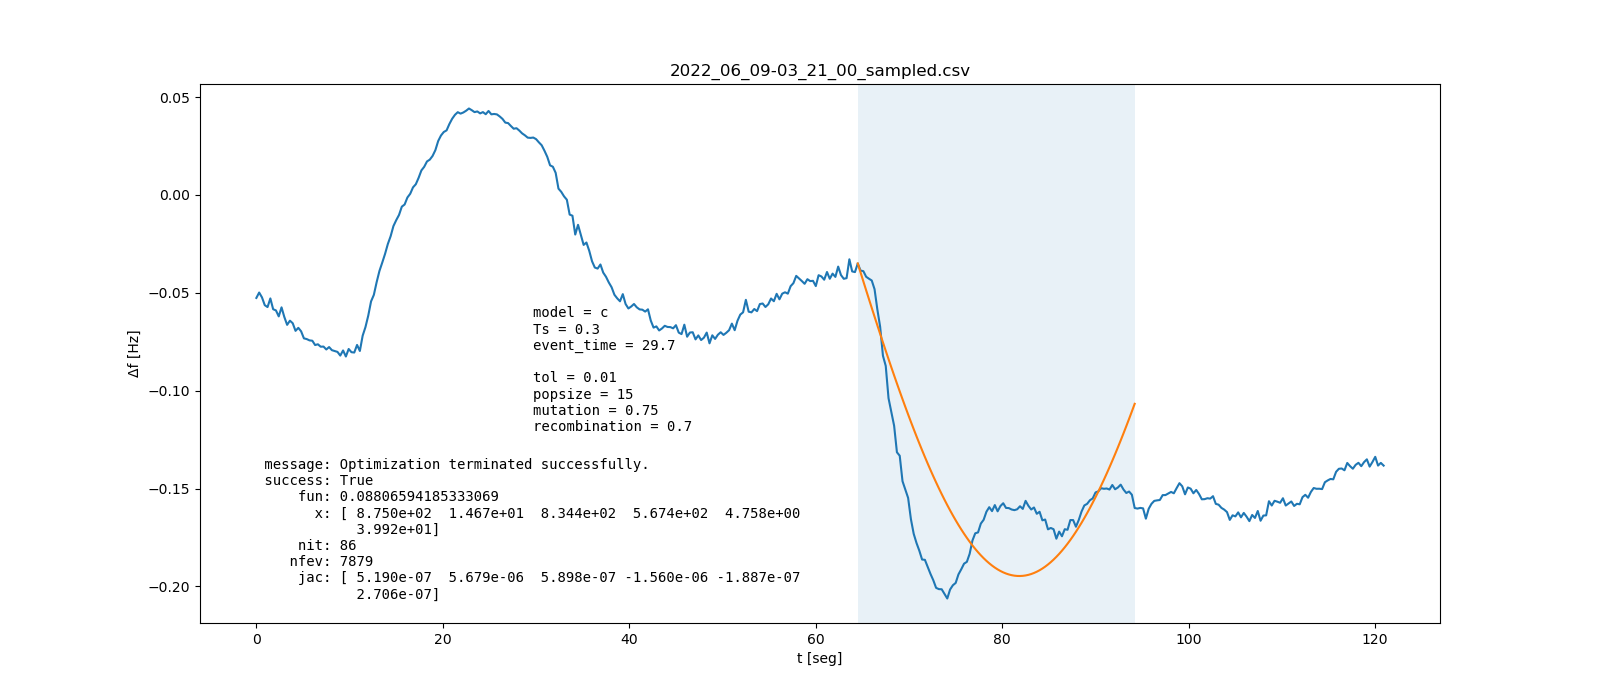 2022_06_09-03_21_00_sampled.csv
0.05
0.00
−0.05
−0.10
−0.15
−0.20
Δf [Hz]
model = c
Ts = 0.3
event_time = 29.7
tol = 0.01
popsize = 15
mutation = 0.75
recombination = 0.7
message: Optimization terminated successfully.
success: True
fun: 0.08806594185333069
x: [ 8.750e+02  1.467e+01  8.344e+02  5.674e+02  4.758e+00
3.992e+01]
nit: 86
nfev: 7879
jac: [ 5.190e-07  5.679e-06  5.898e-07 -1.560e-06 -1.887e-07
2.706e-07]
0 20 40 60 80 100 120
t [seg]